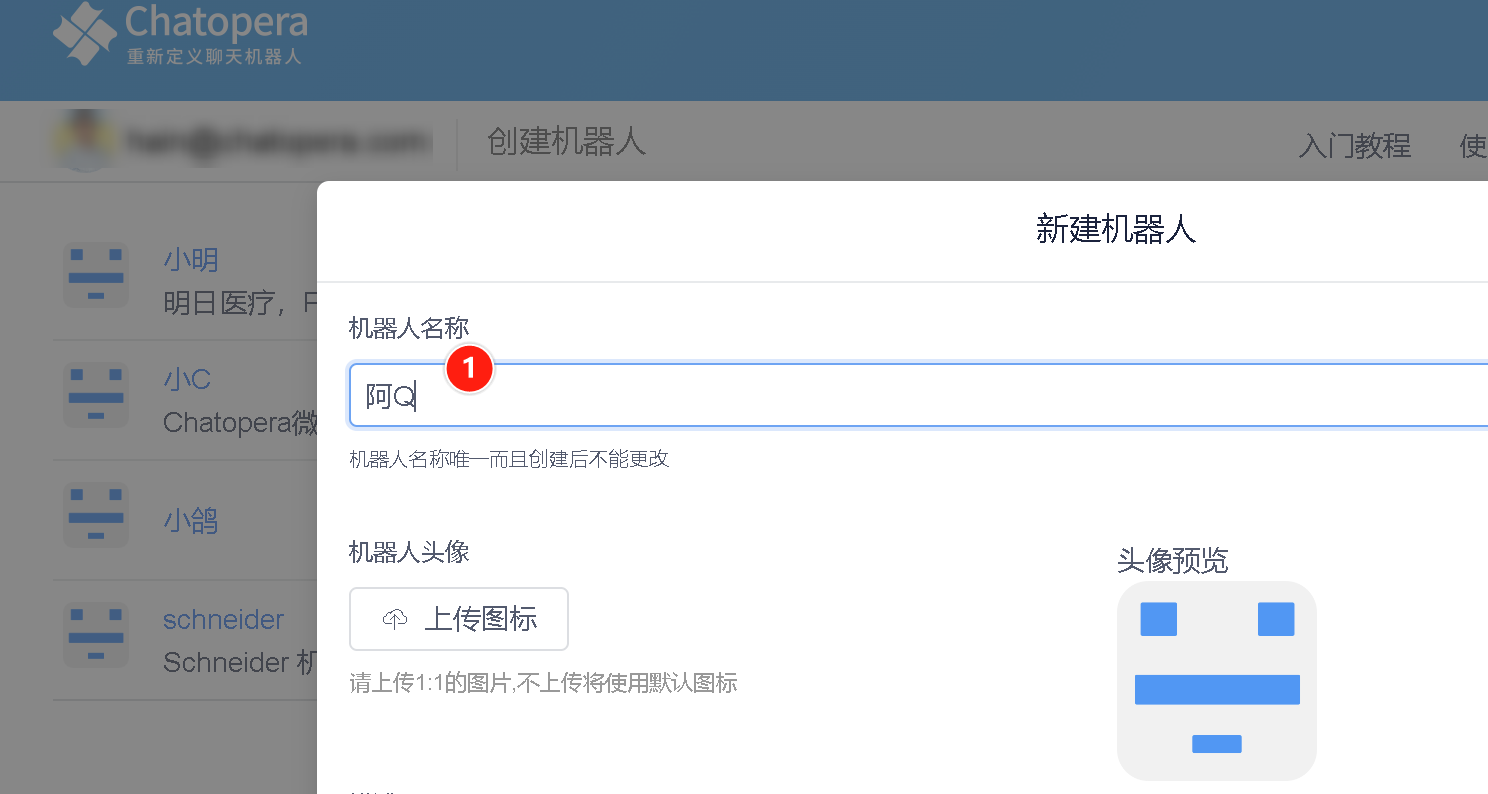 Chatopera
重新定义聊天机器人
创建机器人
入门教程
使
小明
明日医疗，
小C
Chatopera微
小鸽
schneider
Schneider 机
新建机器人
机器人名称
1
阿Q
机器人名称唯一而且创建后不能更改
机器人头像
上传图标
请上传1:1的图片,不上传将使用默认图标
头像预览